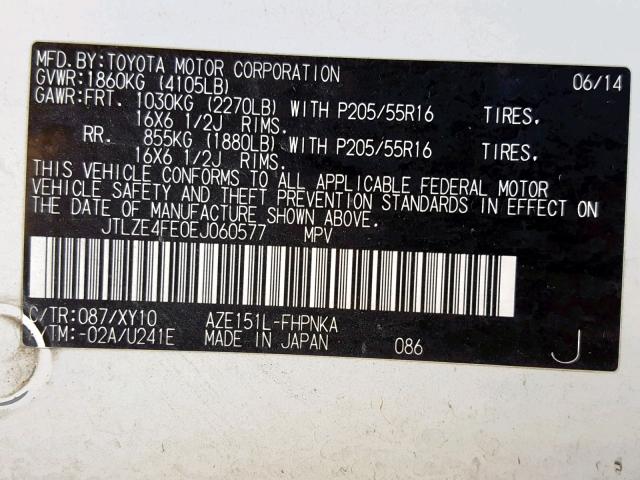 MFD.BY:TOYOTA MOTOR CORPORATION 06/14
GVWR:1860KG (4105LB)
GAWR:FRT. 1030KG (2270LB) WITH P205/55R16 TIRES,
16X6 1/2J RIMS.
RR. 855KG (1880LB) WITH P205/55R16 TIRES,
16X6 1/2J RIMS.
THIS VEHICLE CONFORMS TO ALL APPLICABLE FEDERAL MOTOR
VEHICLE SAFETY AND THEFT PREVENTION STANDARDS IN EFFECT ON
THE DATE OF MANUFACTURE SHOWN ABOVE.
JTLZE4FE0EJ060577 MPV
C/TR:087/XY10 AZE151L-FHPNKA
/TM:-02A/U241E MADE IN JAPAN 086 J